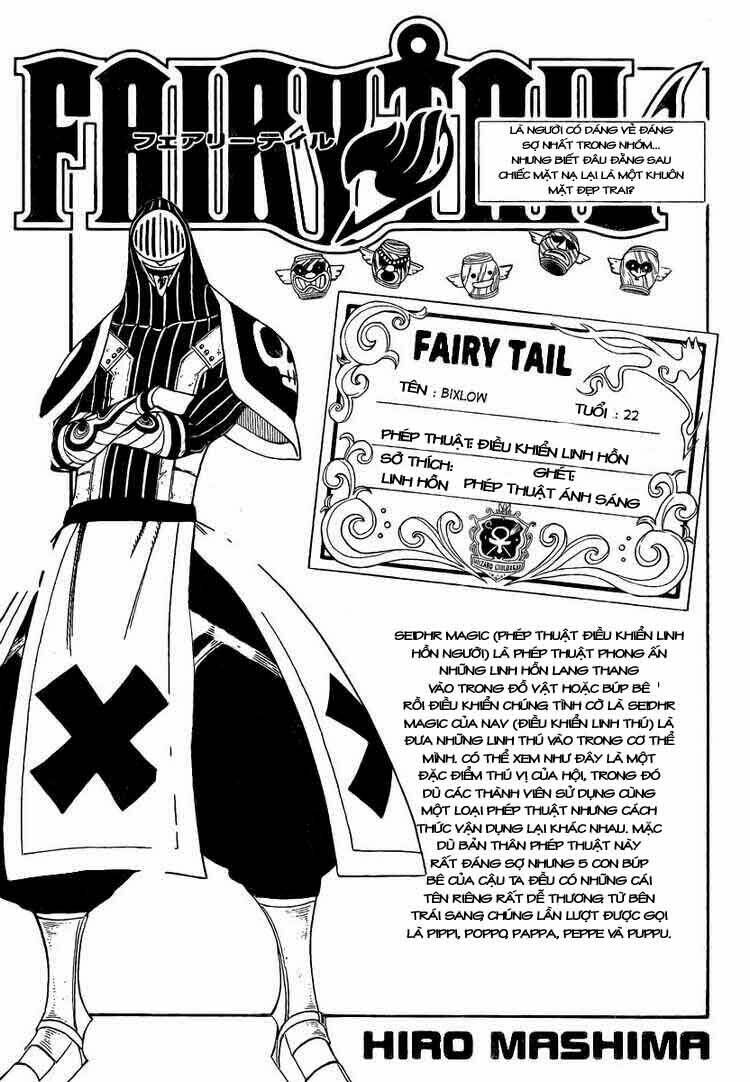 FAIRY TAIL
フェアリーテイル
LÀ NGƯỜI CÓ DÁNG VẺ ĐÁNG
SỢ NHẤT TRONG NHÓM...
NHƯNG BIẾT ĐÂU ĐẰNG SAU
CHIẾC MẶT NẠ LẠI LÀ MỘT KHUÔN
MẶT ĐẸP TRAI?
FAIRY TAIL
TÊN : BIXLOW
TUỔI : 22
PHÉP THUẬT: ĐIỀU KHIỂN LINH HỒN
SỞ THÍCH: GHÉT:
LINH HỒN PHÉP THUẬT ÁNH SÁNG
SEIDHR MAGIC (PHÉP THUẬT ĐIỀU KHIỂN LINH
HỒN NGƯỜI) LÀ PHÉP THUẬT PHONG ẤN
NHỮNG LINH HỒN LANG THANG
VÀO TRONG ĐỒ VẬT HOẶC BÚP BÊ
RỒI ĐIỀU KHIỂN CHÚNG, TÌNH CỜ LÀ SEIDHR
MAGIC CỦA NAY (ĐIỀU KHIỂN LINH THÚ) LÀ
ĐƯA NHỮNG LINH THÚ VÀO TRONG CƠ THỂ
MÌNH. CÓ THỂ XEM NHƯ ĐÂY LÀ MỘT
ĐẶC ĐIỂM THÚ VỊ CỦA HỘI, TRONG ĐÓ
DÙ CÁC THÀNH VIÊN SỬ DỤNG CÙNG
MỘT LOẠI PHÉP THUẬT NHƯNG CÁCH
THỨC VẬN DỤNG LẠI KHÁC NHAU. MẶC
DÙ BẢN THÂN PHÉP THUẬT NÀY
RẤT ĐÁNG SỢ NHƯNG 5 CON BÚP
BÊ CỦA CẬU TA ĐỀU CÓ NHỮNG CÁI
TÊN RIÊNG RẤT DỄ THƯƠNG. TỪ BÊN
TRÁI SANG, CHÚNG LẦN LƯỢT ĐƯỢC GỌI
LÀ PIPPI, POPPO, PAPPA, PEPPE VÀ PUPPU.
HIRO MASHIMA